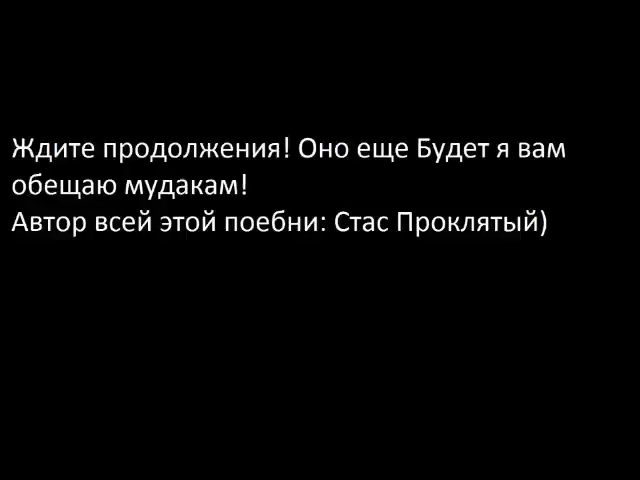 Ждите продолжения! Оно еще Будет я вам
обещаю мудакам!
Автор всей этой поебни: Стас Проклятый)